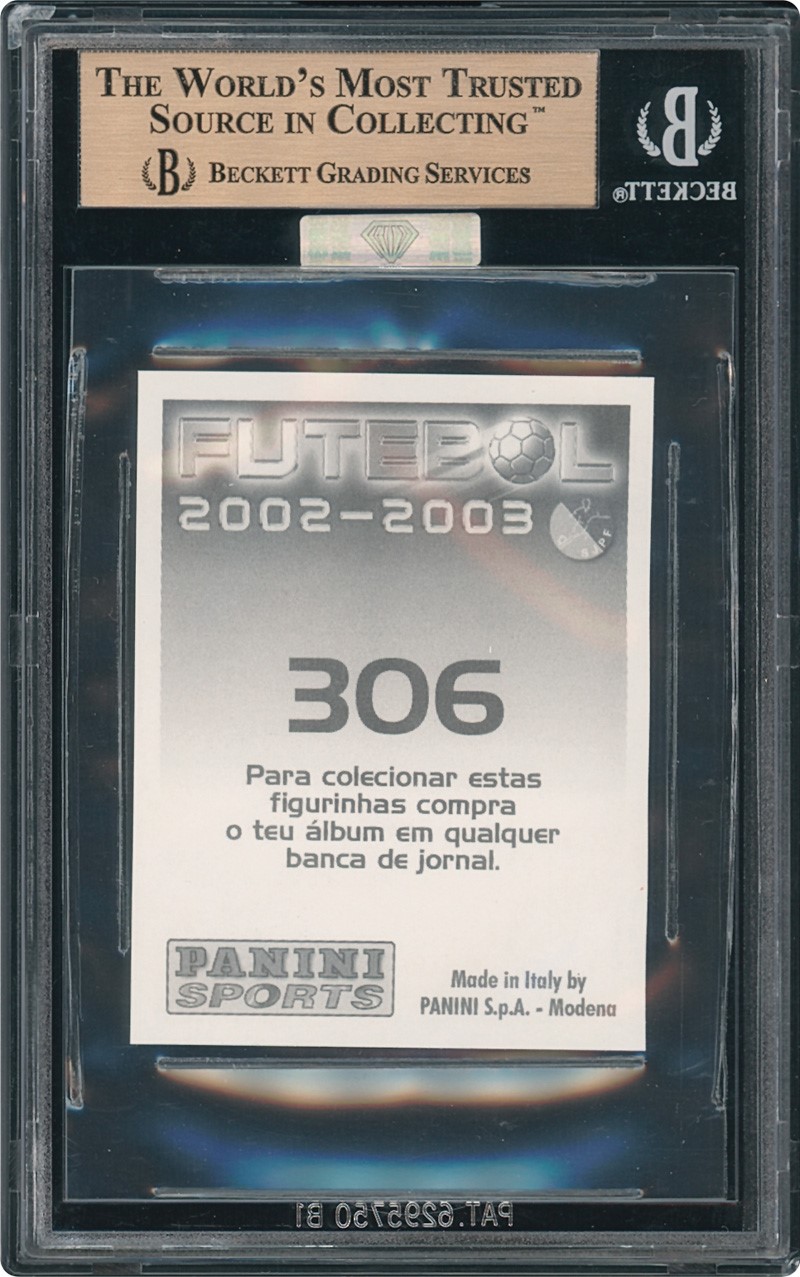 THE WORLD'S MOST TRUSTED
SOURCE IN COLLECTING™
B BECKETT GRADING SERVICES
B
BECKETT®
FUTEBOL
2002-2003
SJPF
306
Para colecionar estas
figurinhas compra
o teu álbum em qualquer
banca de jornal.
PANINI
SPORTS
Made in Italy by
PANINI S.p.A. - Modena
PAT.6295750 B1